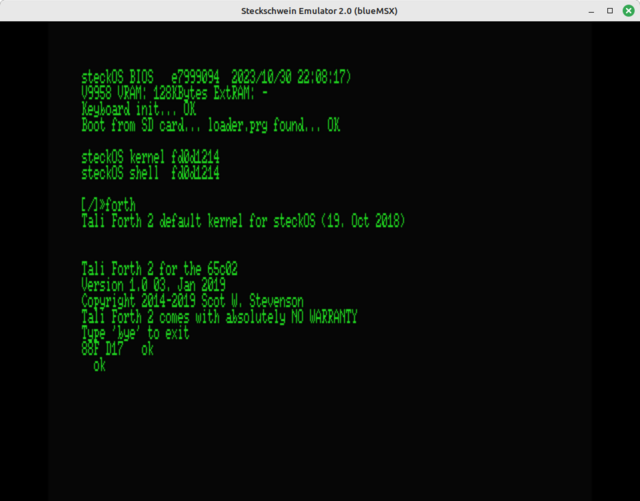 Steckschwein Emulator 2.0 (blueMSX)
steckOS BIOS   e7999094  2023/10/30 22:08:17)
V9958 VRAM: 128KBytes ExtRAM: -
Keyboard init... OK
Boot from SD card... loader.prg found... OK
steckOS kernel fd0d1214
steckOS shell  fd0d1214
[/]»forth
Tali Forth 2 default kernel for steckOS (19. Oct 2018)
Tali Forth 2 for the 65c02
Version 1.0 03. Jan 2019
Copyright 2014-2019 Scot W. Stevenson
Tali Forth 2 comes with absolutely NO WARRANTY
Type 'bye' to exit
88F D17   ok
ok